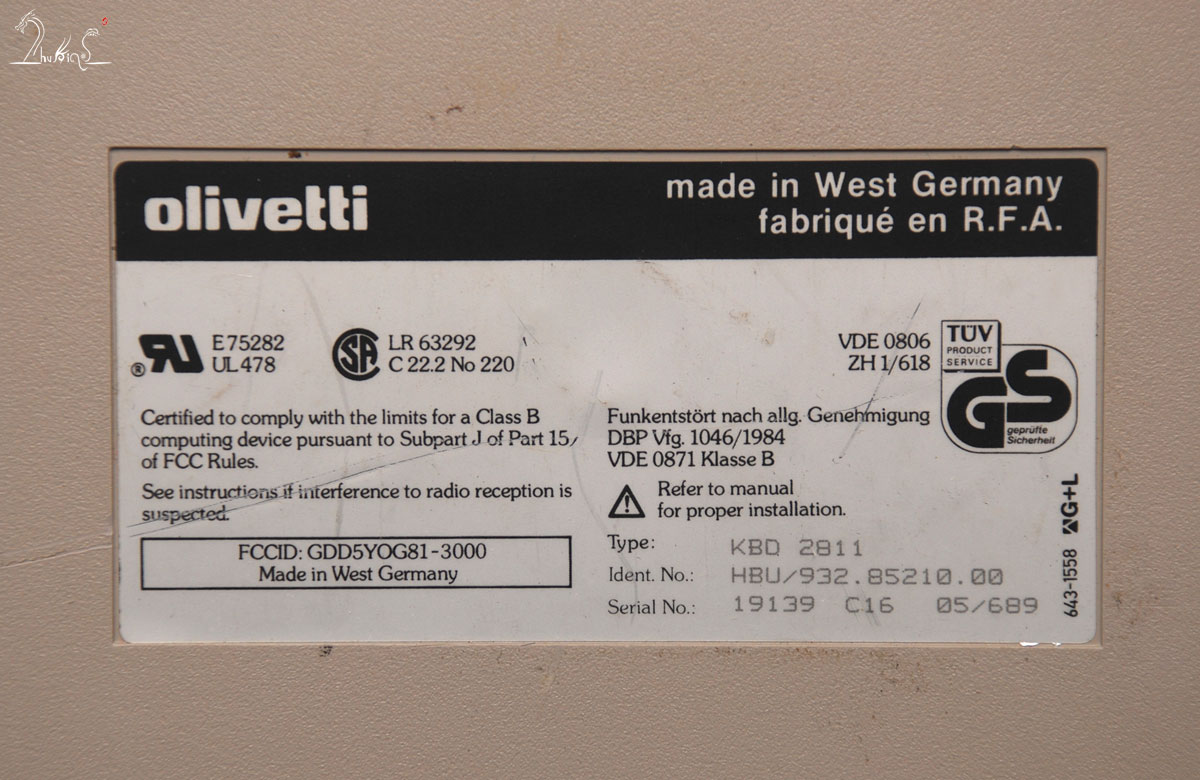 olivetti
made in West Germany
fabriqué en R.F.A.
E75282
UL478
LR 63292
C 22.2 No 220
VDE 0806
ZH 1/618
TÜV
PRODUCT
SERVICE
GS
geprüfte
Sicherheit
Certified to comply with the limits for a Class B
computing device pursuant to Subpart J of Part 15,
of FCC Rules.
See instructions if interference to radio reception is
suspected.
FCCID: GDD5YOG81-3000
Made in West Germany
Funkentstört nach allg. Genehmigung
DBP Vfg. 1046/1984
VDE 0871 Klasse B
Refer to manual
for proper installation.
Type: KBD 2811
Ident. No.: HBU/932.85210.00
Serial No.: 19139 C16 05/689
643-1558 G+L